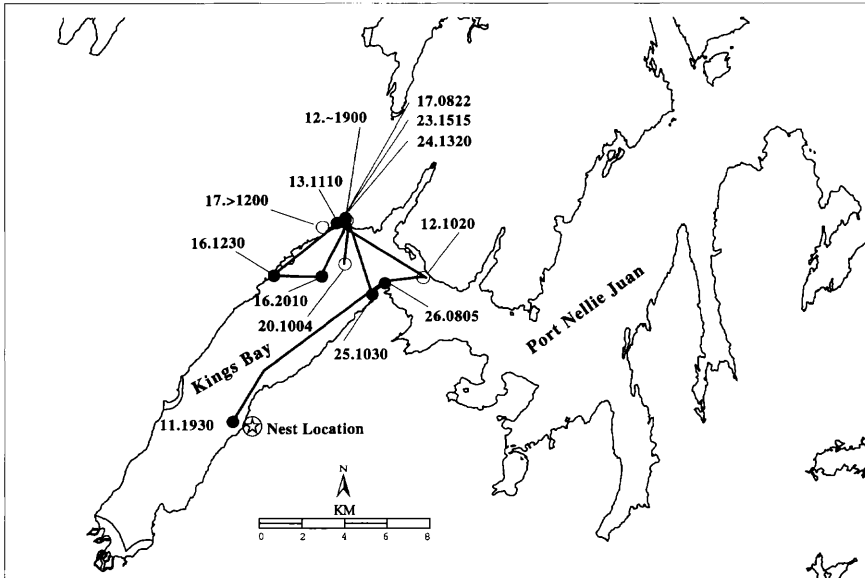 17.0822
12.~1900
23.1515
24.1320
13.1110
17.>1200
12.1020
16.1230
16.2010
20.1004
26.0805
25.1030
Port Nellie Juan
Kings Bay
11.1930
Nest Location
N
KM
0 2 4 6 8